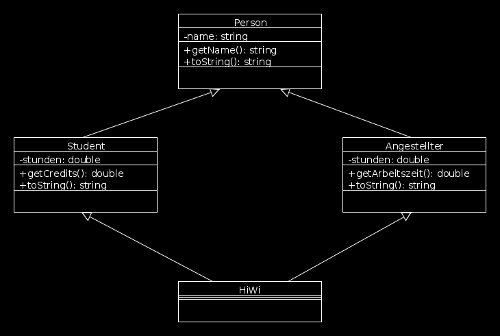 Person
-name: string
+getName(): string
+toString(): string
Student
-stunden: double
+getCredits(): double
+toString(): string
Angestellter
-stunden: double
+getArbeitszeit(): double
+toString(): string
HiWi